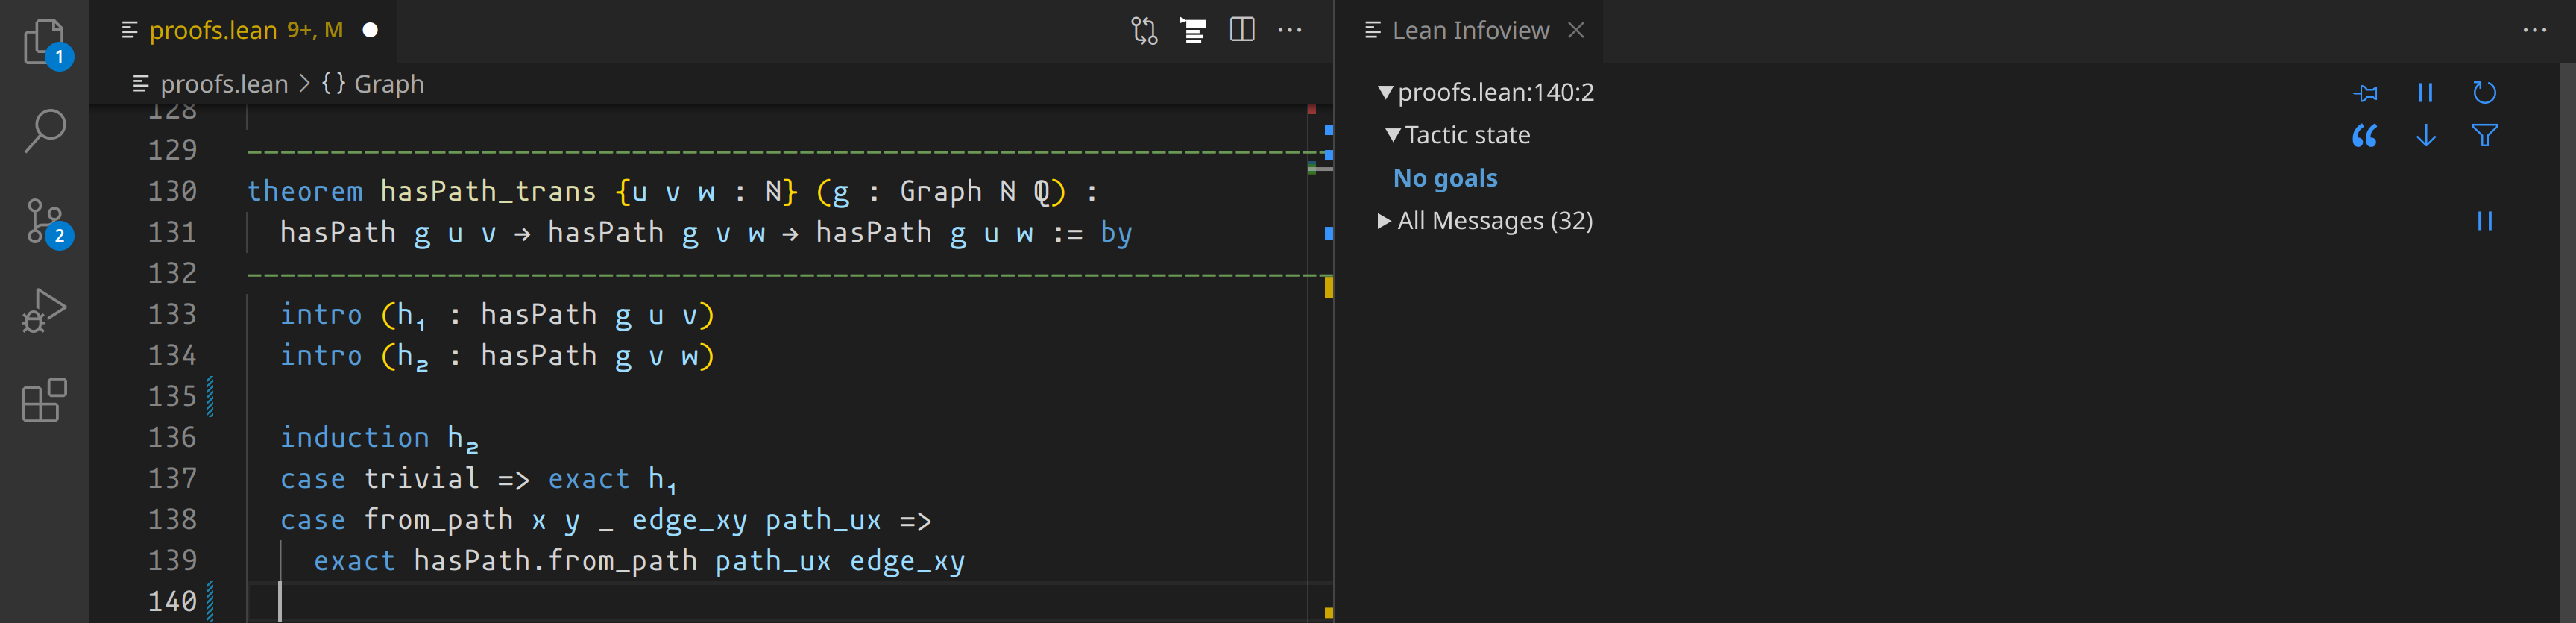 proofs.lean 9+, M
Lean Infoview
proofs.lean > {} Graph
1
2
128
129 ----------------------------------------------------------------
130 theorem hasPath_trans {u v w : ℕ} (g : Graph ℕ ℚ) :
131 hasPath g u v → hasPath g v w → hasPath g u w := by
132 ----------------------------------------------------------------
133 intro (h₁ : hasPath g u v)
134 intro (h₂ : hasPath g v w)
135
136 induction h₂
137 case trivial => exact h₁
138 case from_path x y _ edge_xy path_ux =>
139 exact hasPath.from_path path_ux edge_xy
140
proofs.lean:140:2
Tactic state
No goals
All Messages (32)